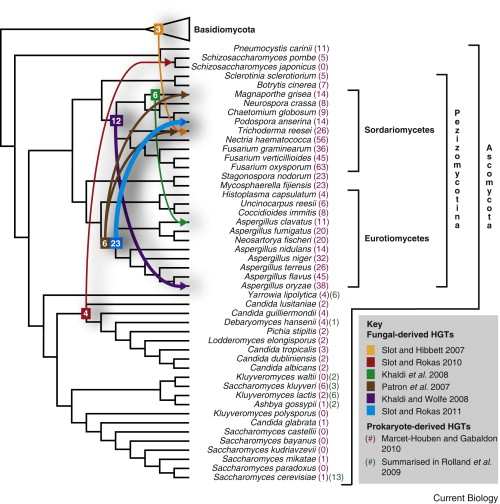 3
Basidiomycota
Pneumocystis carinii (11)
Schizosaccharomyces pombe (5)
Schizosaccharomyces japonicus (0)
Sclerotinia sclerotiorum (5)
Botrytis cinerea (7)
6
Magnaporthe grisea (14)
Neurospora crassa (8)
Chaetomium globosum (9)
12
Podospora anserina (14)
Trichoderma reesei (26)
Nectria haematococca (56)
Fusarium graminearum (36)
Fusarium verticillioides (45)
Fusarium oxysporum (63)
Stagonospora nodorum (23)
Mycosphaerella fijiensis (23)
Histoplasma capsulatum (4)
Uncinocarpus reesii (6)
Coccidioides immitis (8)
Aspergillus clavatus (11)
Aspergillus fumigatus (20)
6 23
Neosartorya fischeri (20)
Aspergillus nidulans (14)
Aspergillus niger (32)
Aspergillus terreus (26)
Aspergillus flavus (45)
Aspergillus oryzae (38)
Yarrowia lipolytica (4)(6)
Candida lusitaniae (2)
4
Candida guilliermondii (4)
Debaryomyces hansenii (4)(1)
Pichia stipitis (2)
Lodderomyces elongisporus (2)
Candida tropicalis (3)
Candida dubliniensis (2)
Candida albicans (2)
Kluyveromyces waltii (0)(2)
Saccharomyces kluyveri (6)(3)
Kluyveromyces lactis (2)(6)
Ashbya gossypii (1)(2)
Kluyveromyces polysporus (0)
Candida glabrata (1)
Saccharomyces castellii (0)
Saccharomyces bayanus (0)
Saccharomyces kudriavzevii (0)
Saccharomyces mikatae (1)
Saccharomyces paradoxus (0)
Saccharomyces cerevisiae (1)(13)
Sordariomycetes
Eurotiomycetes
Pezizomycotina
Ascomycota
Key
Fungal-derived HGTs
Slot and Hibbett 2007
Slot and Rokas 2010
Khaldi et al. 2008
Patron et al. 2007
Khaldi and Wolfe 2008
Slot and Rokas 2011
Prokaryote-derived HGTs
(#) Marcet-Houben and Gabaldon
2010
(#) Summarised in Rolland et al.
2009
Current Biology